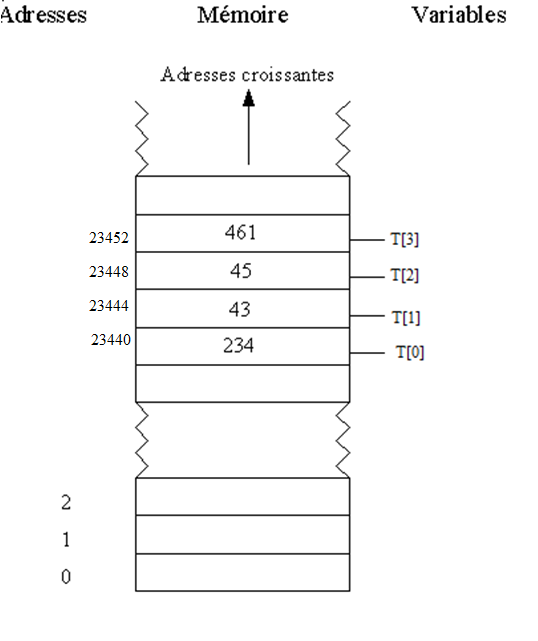 Adresses Mémoire Variables
Adresses croissantes
23452 461 T[3]
23448 45 T[2]
23444 43 T[1]
23440 234 T[0]
2
1
0